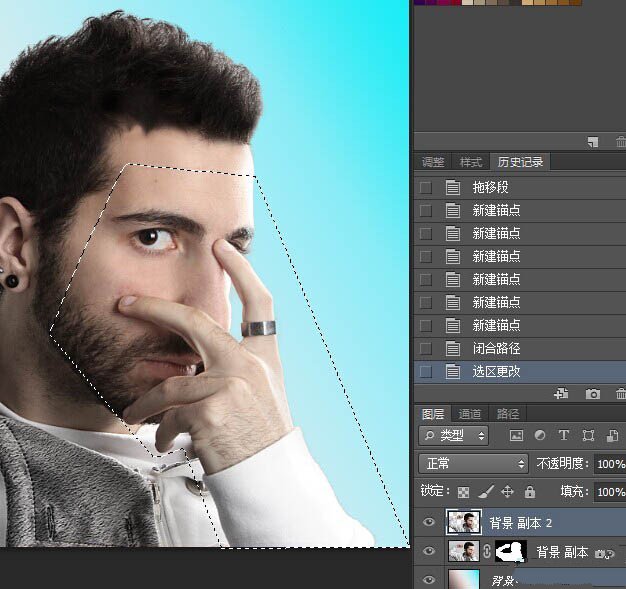 调整 样式 历史记录
拖移段
新建锚点
新建锚点
新建锚点
新建锚点
新建锚点
新建锚点
闭合路径
选区更改
图层 通道 路径
类型
正常 不透明度: 100%
锁定: 填充: 100%
背景 副本 2
背景 副本
背景